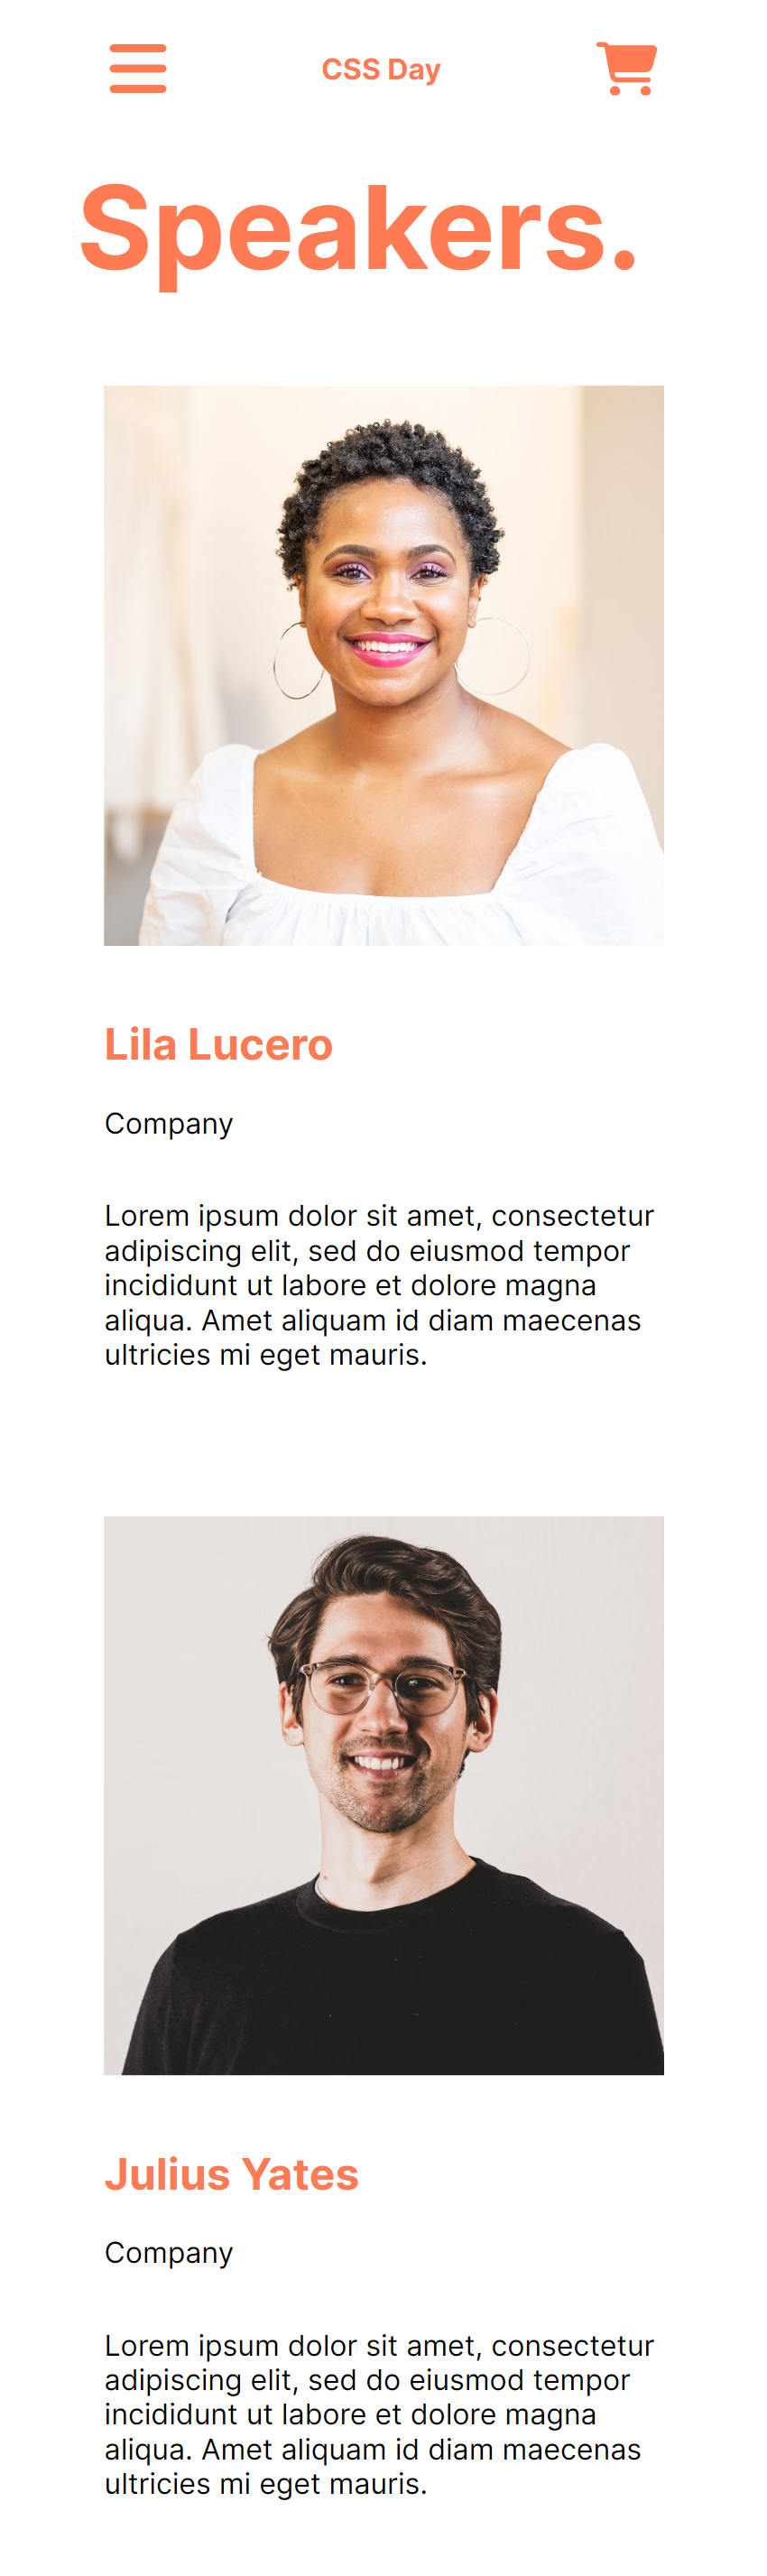 CSS Day
Speakers.
Lila Lucero
Company
Lorem ipsum dolor sit amet, consectetur
adipiscing elit, sed do eiusmod tempor
incididunt ut labore et dolore magna
aliqua. Amet aliquam id diam maecenas
ultricies mi eget mauris.
Julius Yates
Company
Lorem ipsum dolor sit amet, consectetur
adipiscing elit, sed do eiusmod tempor
incididunt ut labore et dolore magna
aliqua. Amet aliquam id diam maecenas
ultricies mi eget mauris.